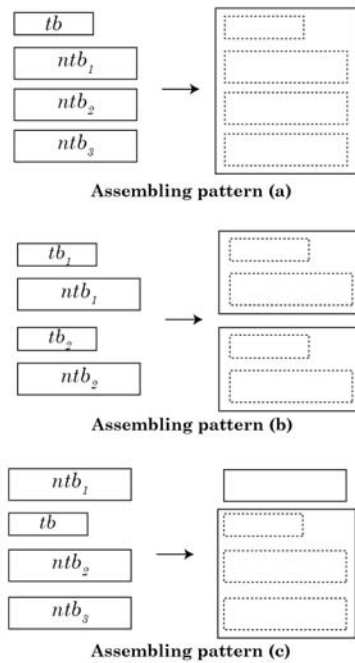 tb
ntb₁
ntb₂
ntb₃
Assembling pattern (a)
tb₁
ntb₁
tb₂
ntb₂
Assembling pattern (b)
ntb₁
tb
ntb₂
ntb₃
Assembling pattern (c)